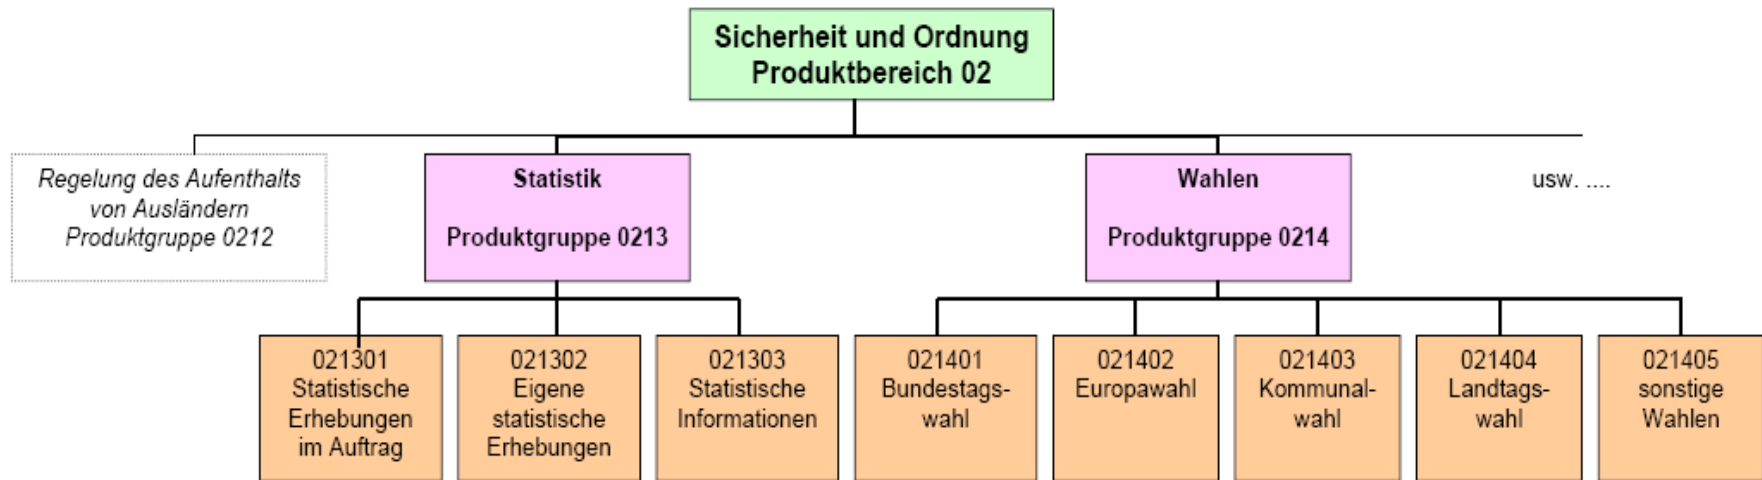 Sicherheit und Ordnung
Produktbereich 02
Regelung des Aufenthalts
von Ausländern
Produktgruppe 0212
Statistik
Produktgruppe 0213
Wahlen
Produktgruppe 0214
usw. ....
021301
Statistische
Erhebungen
im Auftrag
021302
Eigene
statistische
Erhebungen
021303
Statistische
Informationen
021401
Bundestags-
wahl
021402
Europawahl
021403
Kommunal-
wahl
021404
Landtags-
wahl
021405
sonstige
Wahlen